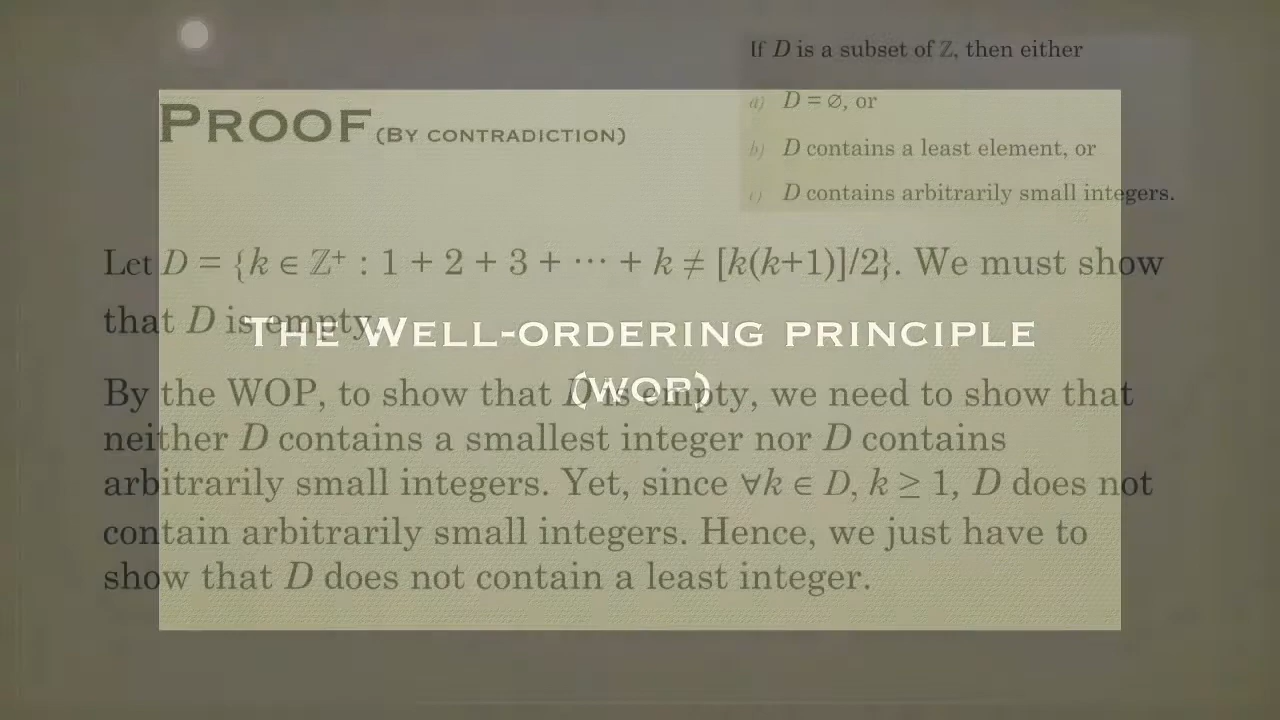 If D is a subset of ℤ, then either
a) D = ∅, or
b) D contains a least element, or
c) D contains arbitrarily small integers.
PROOF (BY CONTRADICTION)
Let D = {k ∈ ℤ⁺ : 1 + 2 + 3 + ⋯ + k ≠ [k(k+1)]/2}. We must show
that D is empty.
THE WELL-ORDERING PRINCIPLE
(WOP)
By the WOP, to show that D is empty, we need to show that
neither D contains a smallest integer nor D contains
arbitrarily small integers. Yet, since ∀k ∈ D, k ≥ 1, D does not
contain arbitrarily small integers. Hence, we just have to
show that D does not contain a least integer.